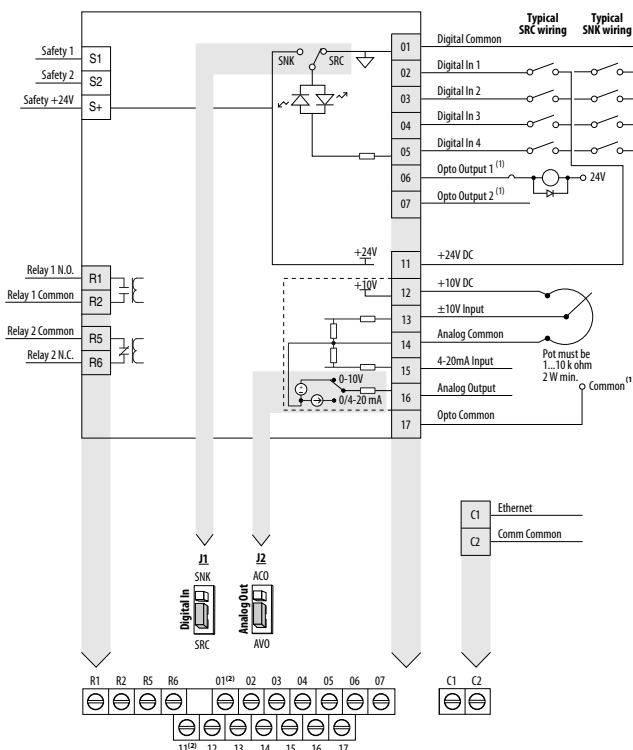 Typical SRC wiring
Typical SNK wiring
Safety 1
S1
Safety 2
S2
Safety +24V
S+
SNK
SRC
01
Digital Common
02
Digital In 1
03
Digital In 2
04
Digital In 3
05
Digital In 4
06
Opto Output 1 (1)
24V
07
Opto Output 2 (1)
+24V
11
+24V DC
+10V
12
+10V DC
13
±10V Input
14
Analog Common
15
4-20mA Input
16
Analog Output
17
Opto Common
Pot must be
1...10 k ohm
2 W min.
Common(1
Relay 1 N.O.
R1
Relay 1 Common
R2
Relay 2 Common
R5
Relay 2 N.C.
R6
0-10V
0/4-20 mA
C1
Ethernet
C2
Comm Common
J1
SNK
Digital In
SRC
J2
ACO
Analog Out
AVO
R1 R2 R5 R6 01(2) 02 03 04 05 06 07
C1 C2
11(2) 12 13 14 15 16 17